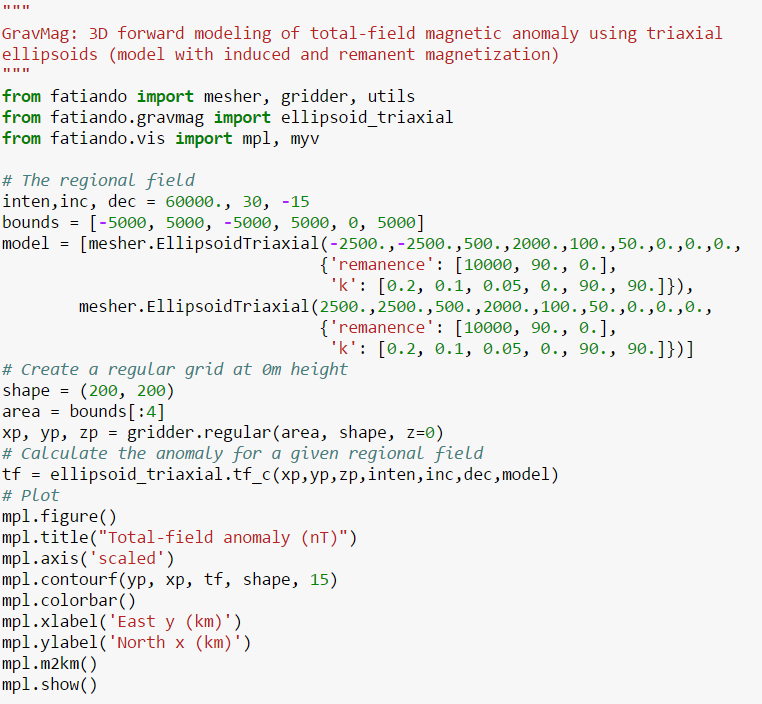 """
GravMag: 3D forward modeling of total-field magnetic anomaly using triaxial
ellipsoids (model with induced and remanent magnetization)
"""
from fatiando import mesher, gridder, utils
from fatiando.gravmag import ellipsoid_triaxial
from fatiando.vis import mpl, myv

# The regional field
inten,inc, dec = 60000., 30, -15
bounds = [-5000, 5000, -5000, 5000, 0, 5000]
model = [mesher.EllipsoidTriaxial(-2500.,-2500.,500.,2000.,100.,50.,0.,0.,0.,
                                  {'remanence': [10000, 90., 0.],
                                   'k': [0.2, 0.1, 0.05, 0., 90., 90.]}),
         mesher.EllipsoidTriaxial(2500.,2500.,500.,2000.,100.,50.,0.,0.,0.,
                                  {'remanence': [10000, 90., 0.],
                                   'k': [0.2, 0.1, 0.05, 0., 90., 90.]})]
# Create a regular grid at 0m height
shape = (200, 200)
area = bounds[:4]
xp, yp, zp = gridder.regular(area, shape, z=0)
# Calculate the anomaly for a given regional field
tf = ellipsoid_triaxial.tf_c(xp,yp,zp,inten,inc,dec,model)
# Plot
mpl.figure()
mpl.title("Total-field anomaly (nT)")
mpl.axis('scaled')
mpl.contourf(yp, xp, tf, shape, 15)
mpl.colorbar()
mpl.xlabel('East y (km)')
mpl.ylabel('North x (km)')
mpl.m2km()
mpl.show()